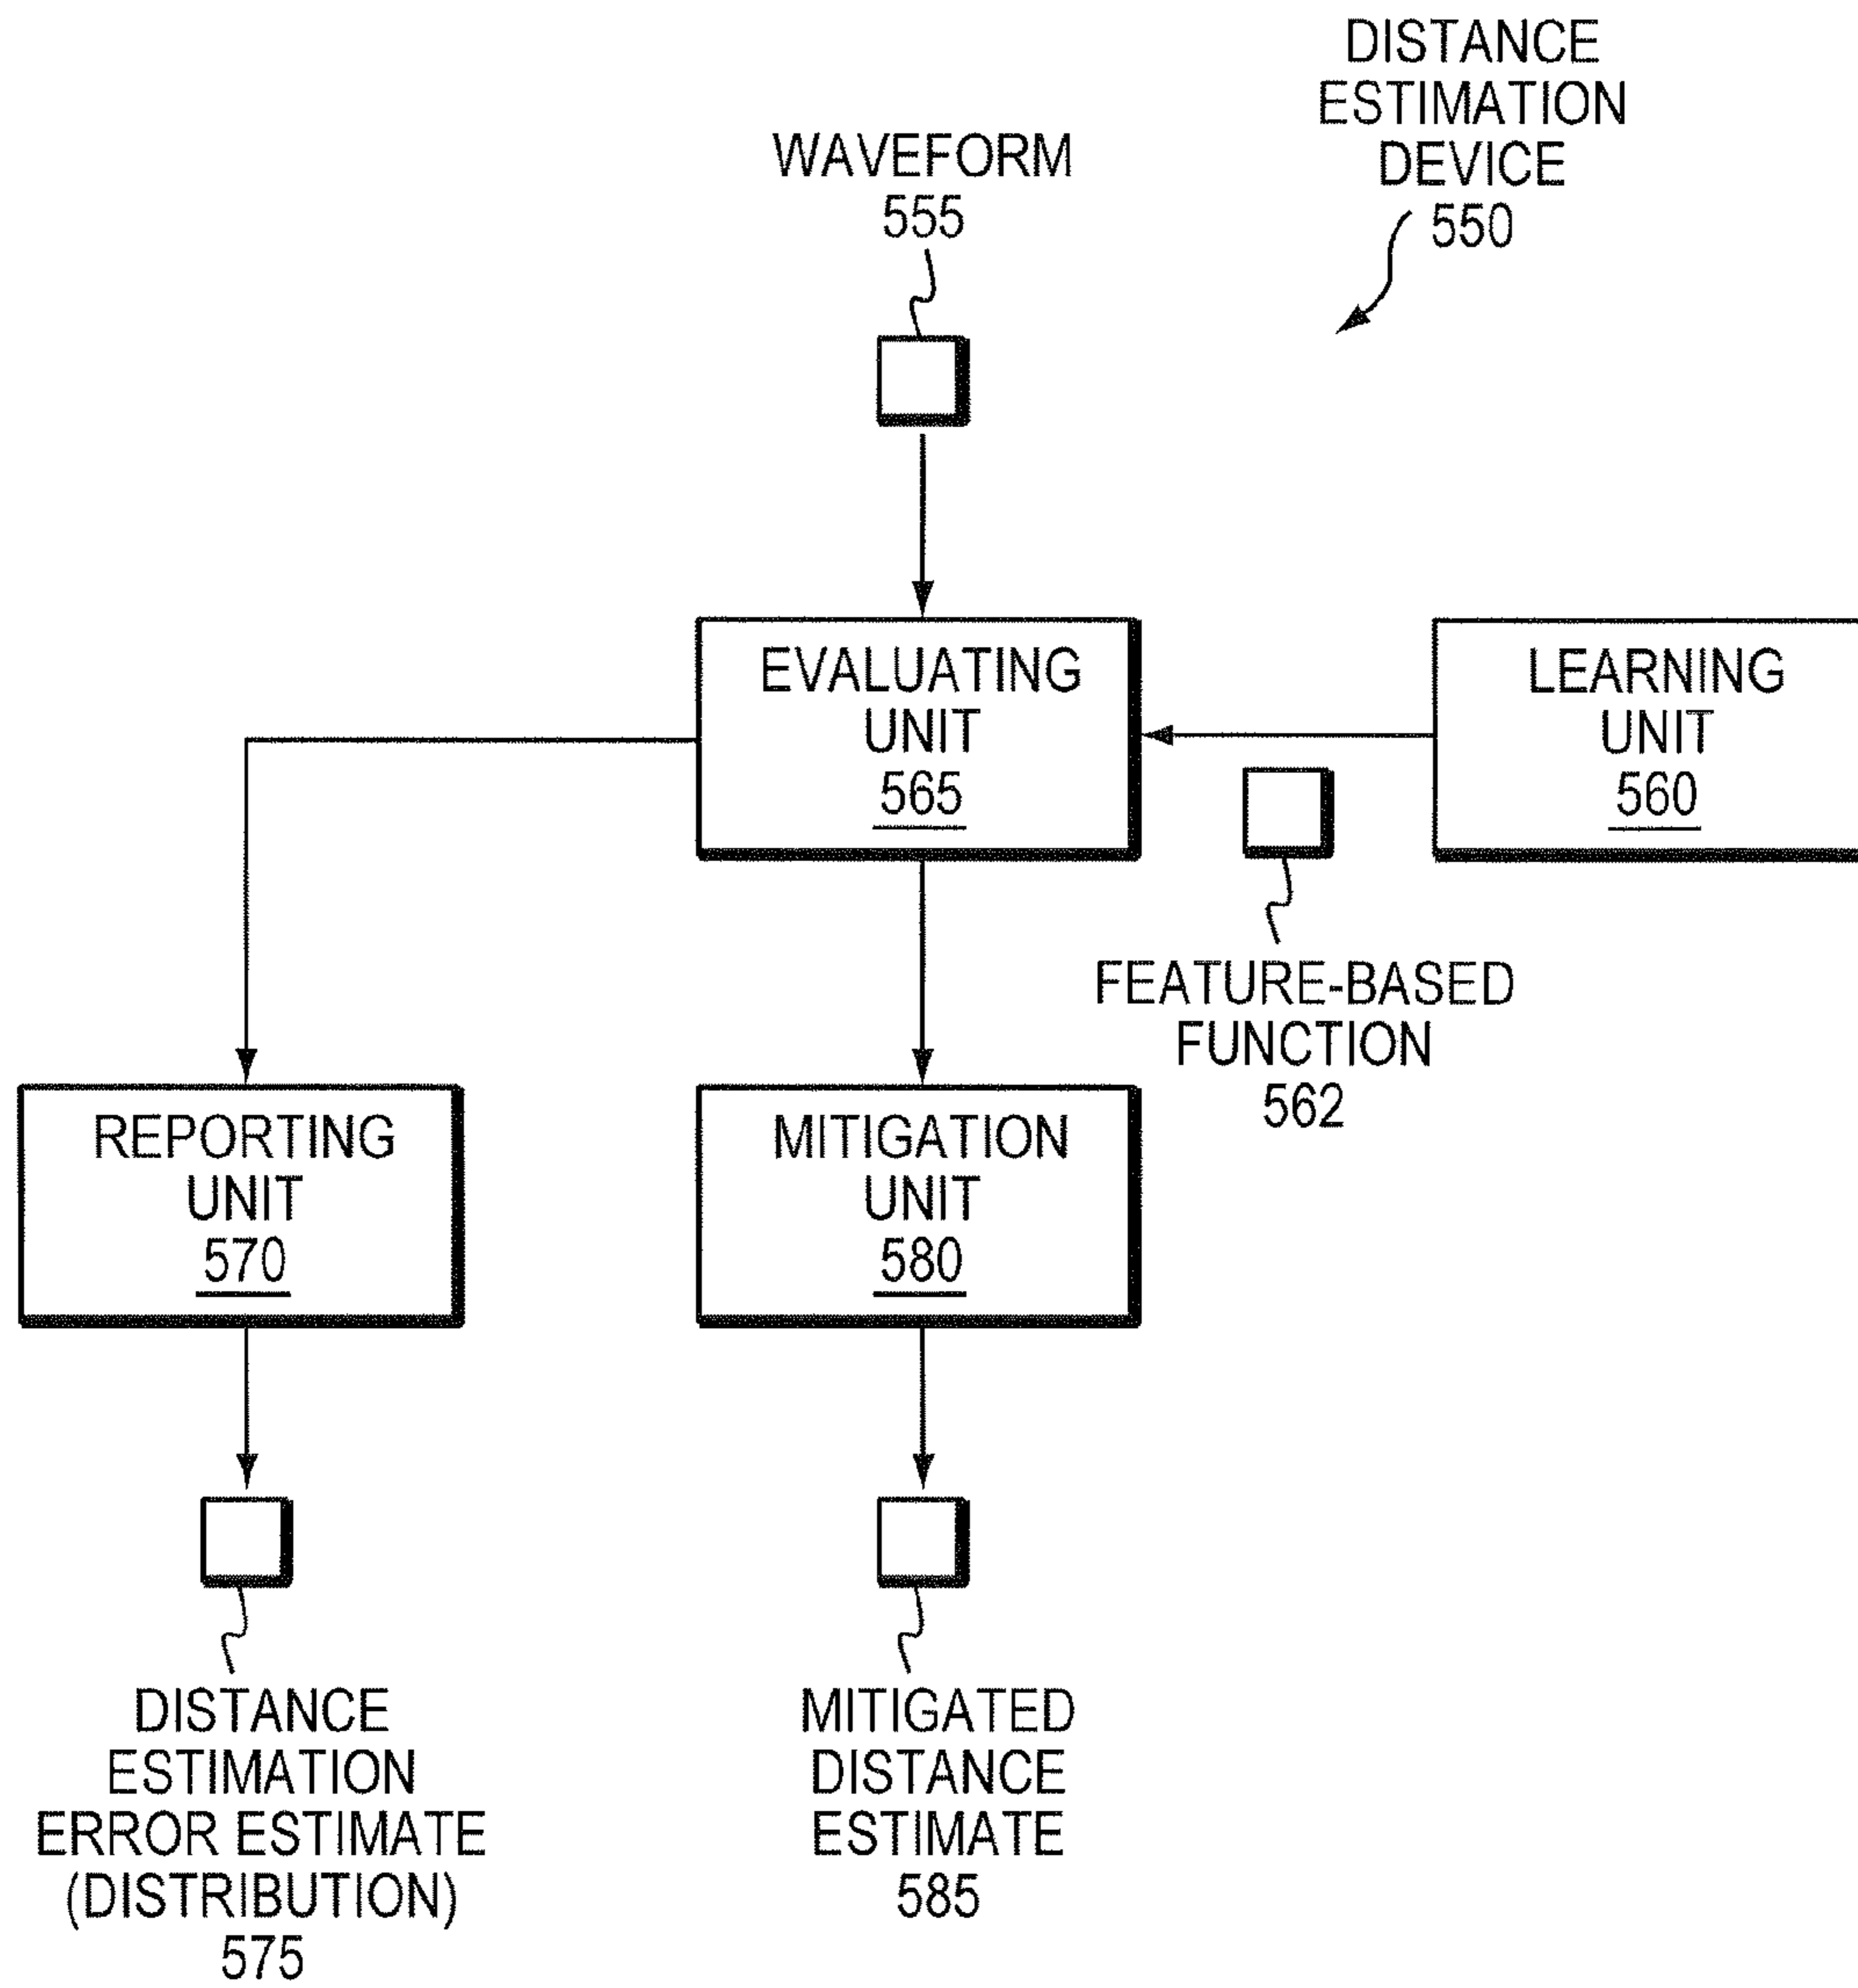 DISTANCE
ESTIMATION
DEVICE
550
WAVEFORM
555
EVALUATING
UNIT
565
LEARNING
UNIT
560
FEATURE-BASED
FUNCTION
562
REPORTING
UNIT
570
MITIGATION
UNIT
580
DISTANCE
ESTIMATION
ERROR ESTIMATE
(DISTRIBUTION)
575
MITIGATED
DISTANCE
ESTIMATE
585